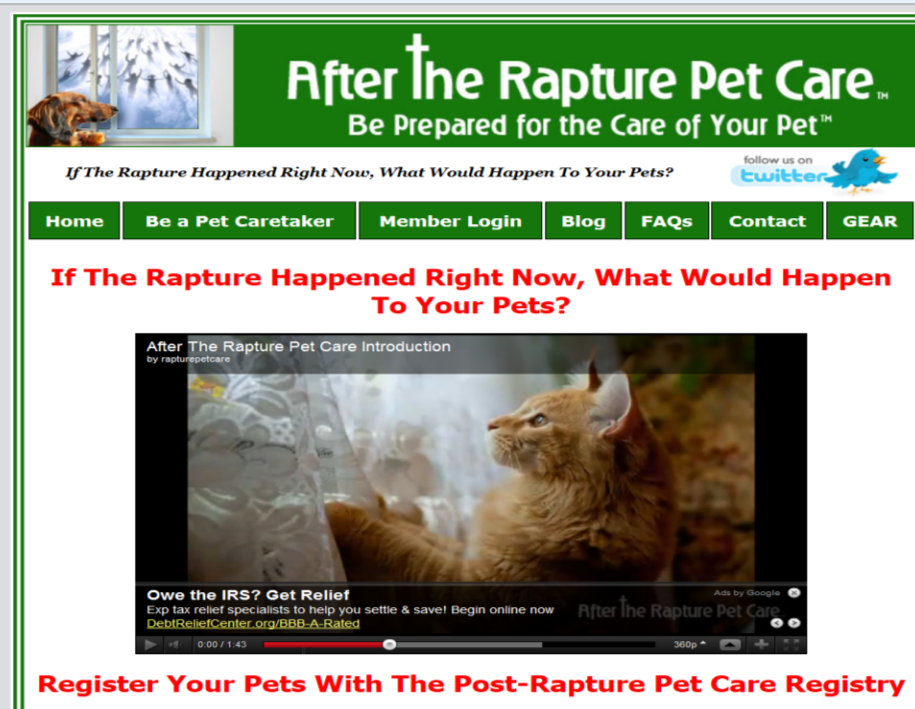 After The Rapture Pet Care™
Be Prepared for the Care of Your Pet™
If The Rapture Happened Right Now, What Would Happen To Your Pets?
follow us on
twitter
Home Be a Pet Caretaker Member Login Blog FAQs Contact GEAR
If The Rapture Happened Right Now, What Would Happen
To Your Pets?
After The Rapture Pet Care Introduction
by rapturepetcare
Owe the IRS? Get Relief
Ads by Google
Exp tax relief specialists to help you settle & save! Begin online now
After The Rapture Pet Care
DebtReliefCenter.org/BBB-A-Rated
0:00 / 1:43
360p
Register Your Pets With The Post-Rapture Pet Care Registry